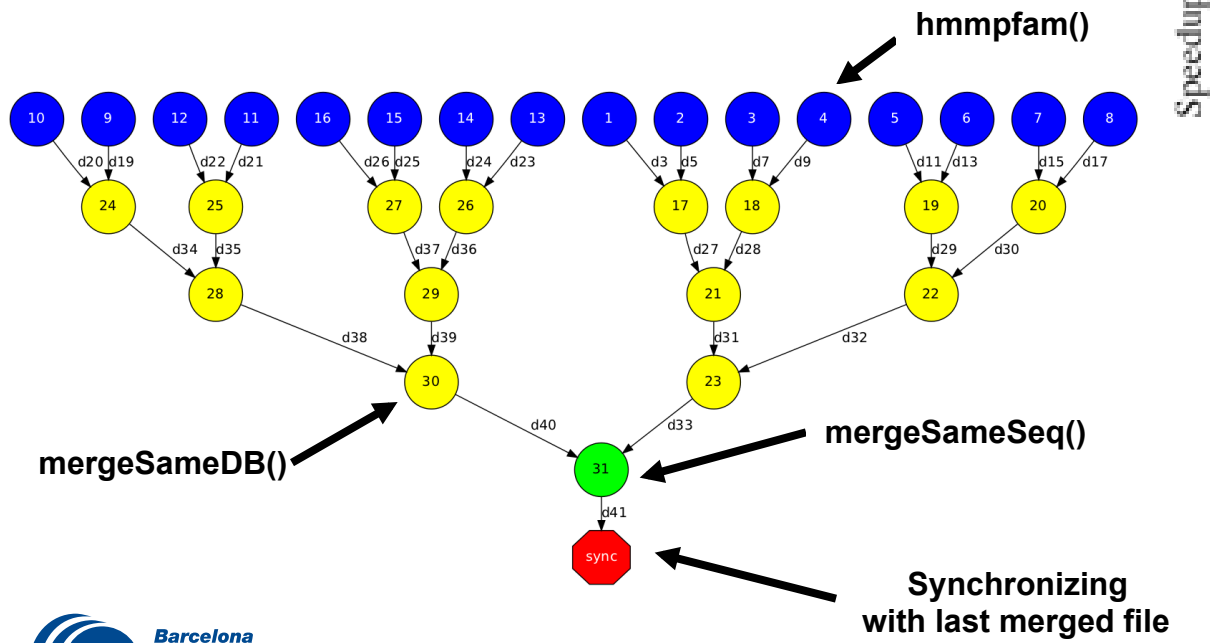 hmmpfam()
Speedup
10 9 12 11 16 15 14 13 1 2 3 4 5 6 7 8
d20 d19 d22 d21 d26 d25 d24 d23 d3 d5 d7 d9 d11 d13 d15 d17
24 25 27 26 17 18 19 20
d34 d35 d37 d36 d27 d28 d29 d30
28 29 21 22
d38 d39 d31 d32
30 23
d40 d33
mergeSameDB()
mergeSameSeq()
31
d41
sync
Synchronizing
with last merged file
Barcelona